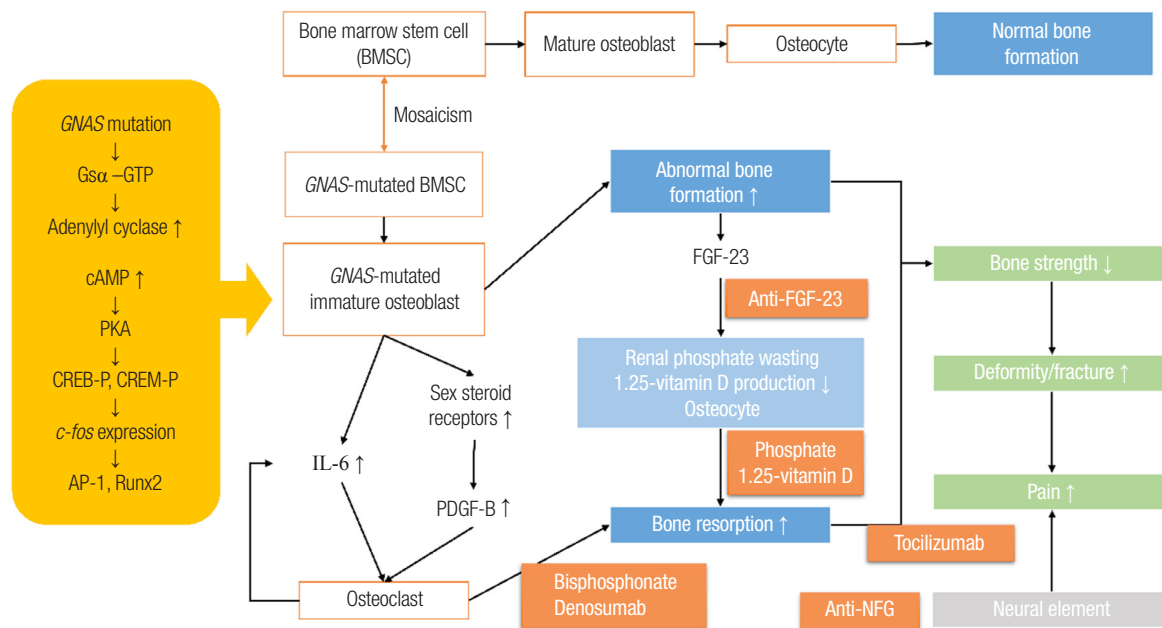 Bone marrow stem cell
(BMSC)
Mature osteoblast
Osteocyte
Normal bone
formation
Mosaicism
GNAS mutation
↓
Gsα –GTP
↓
Adenylyl cyclase ↑
cAMP ↑
↓
PKA
↓
CREB-P, CREM-P
↓
c-fos expression
↓
AP-1, Runx2
GNAS-mutated BMSC
GNAS-mutated
immature osteoblast
Sex steroid
receptors ↑
IL-6 ↑
PDGF-B ↑
Osteoclast
Abnormal bone
formation ↑
FGF-23
Anti-FGF-23
Renal phosphate wasting
1.25-vitamin D production ↓
Osteocyte
Phosphate
1.25-vitamin D
Bone resorption ↑
Bisphosphonate
Denosumab
Tocilizumab
Anti-NFG
Bone strength ↓
Deformity/fracture ↑
Pain ↑
Neural element